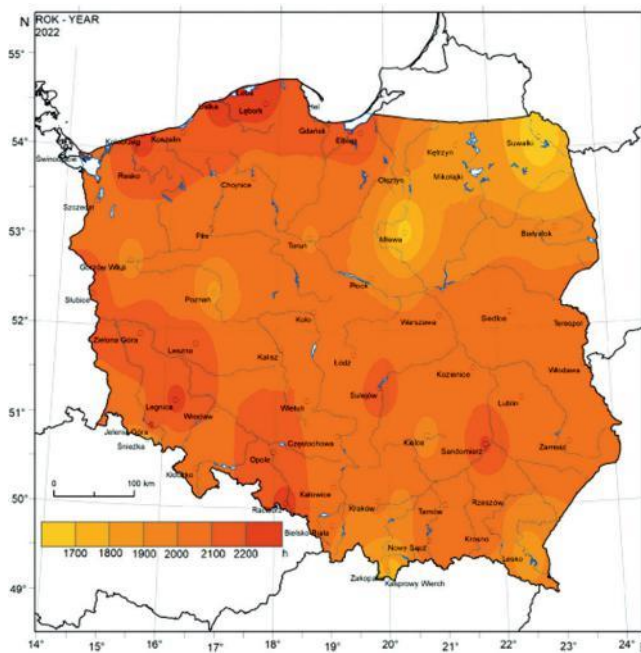 N
ROK - YEAR
2022
55°
Łeba
Hel
Ustka
Lębork
Gdańsk
54°
Kołobrzeg
Koszalin
Elbląg
Kętrzyn
Suwałki
Świnoujście
Resko
Chojnice
Olsztyn
Mikołajki
Szczecin
53°
Piła
Toruń
Mława
Białystok
Gorzów Wlkp
Słubice
Poznań
Płock
52°
Koło
Warszawa
Siedlce
Terespol
Zielona Góra
Leszno
Kalisz
Łódź
Kozienice
Włodawa
51°
Legnica
Wrocław
Wieluń
Sulejów
Lublin
Jelenia Góra
Śnieżka
Częstochowa
Kielce
Sandomierz
Zamość
Opole
Kłodzko
0 100 km
50°
Racibórz
Katowice
Kraków
Tarnów
Rzeszów
Bielsko-Biała
Nowy Sącz
Krosno
Lesko
1700 1800 1900 2000 2100 2200 h
Zakopane
Kasprowy Wierch
49°
14° 15° 16° 17° 18° 19° 20° 21° 22° 23° 24°